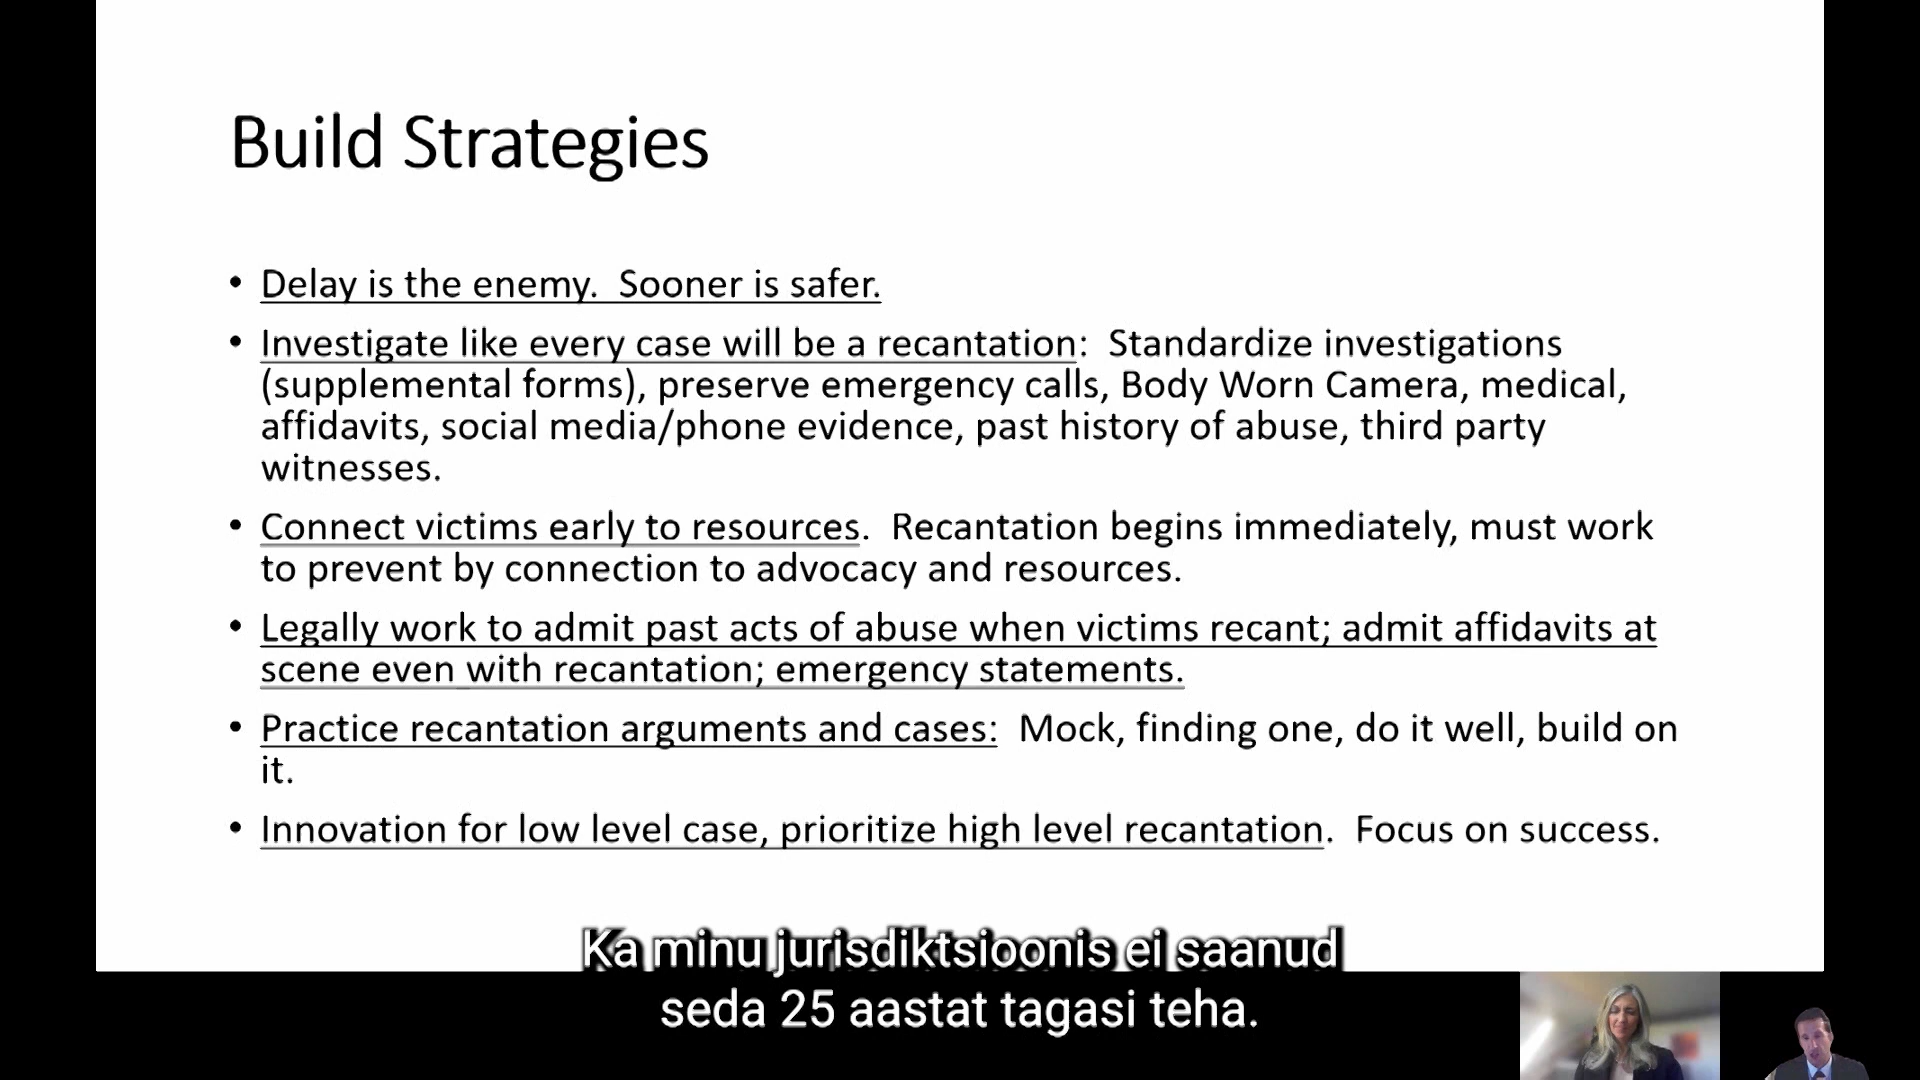 Build Strategies
• Delay is the enemy.  Sooner is safer.
• Investigate like every case will be a recantation:  Standardize investigations
(supplemental forms), preserve emergency calls, Body Worn Camera, medical,
affidavits, social media/phone evidence, past history of abuse, third party
witnesses.
• Connect victims early to resources.  Recantation begins immediately, must work
to prevent by connection to advocacy and resources.
• Legally work to admit past acts of abuse when victims recant; admit affidavits at
scene even with recantation; emergency statements.
• Practice recantation arguments and cases:  Mock, finding one, do it well, build on
it.
• Innovation for low level case, prioritize high level recantation.  Focus on success.
Ka minu jurisdiktsioonis ei saanud
seda 25 aastat tagasi teha.